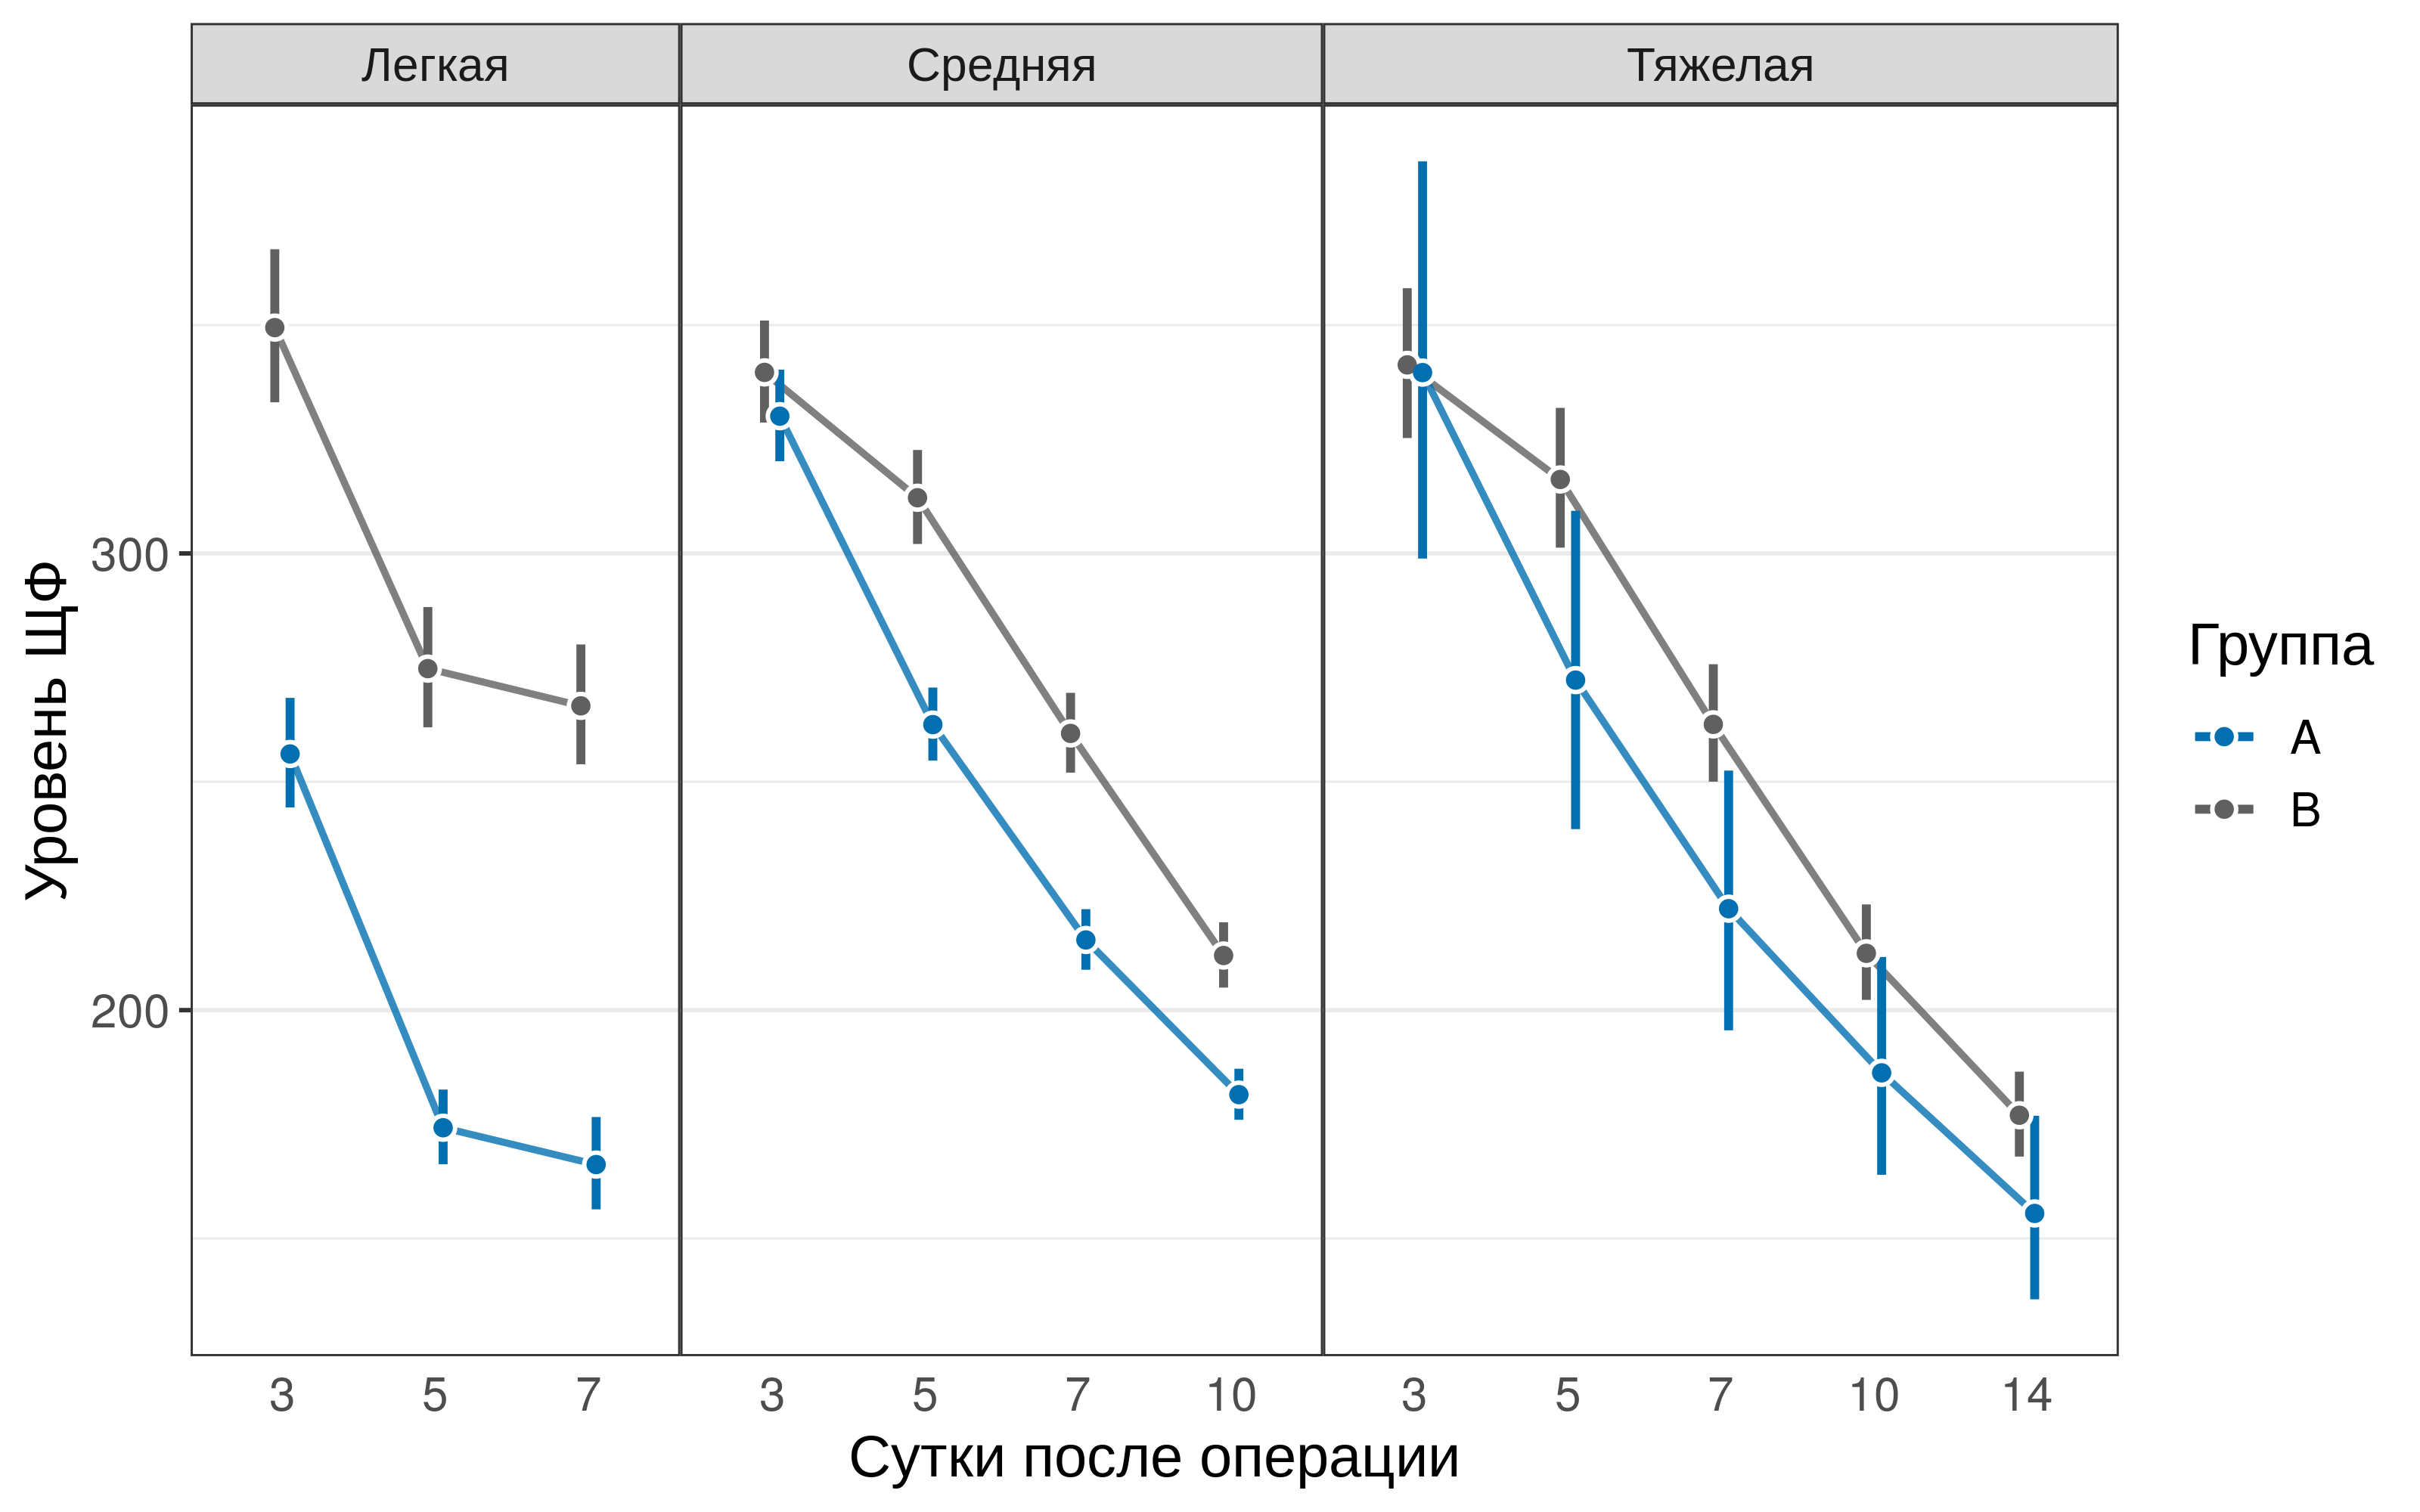 Легкая
Средняя
Тяжелая
Уровень ЩФ
300
200
3 5 7
3 5 7 10
3 5 7 10 14
Сутки после операции
Группа
A
B